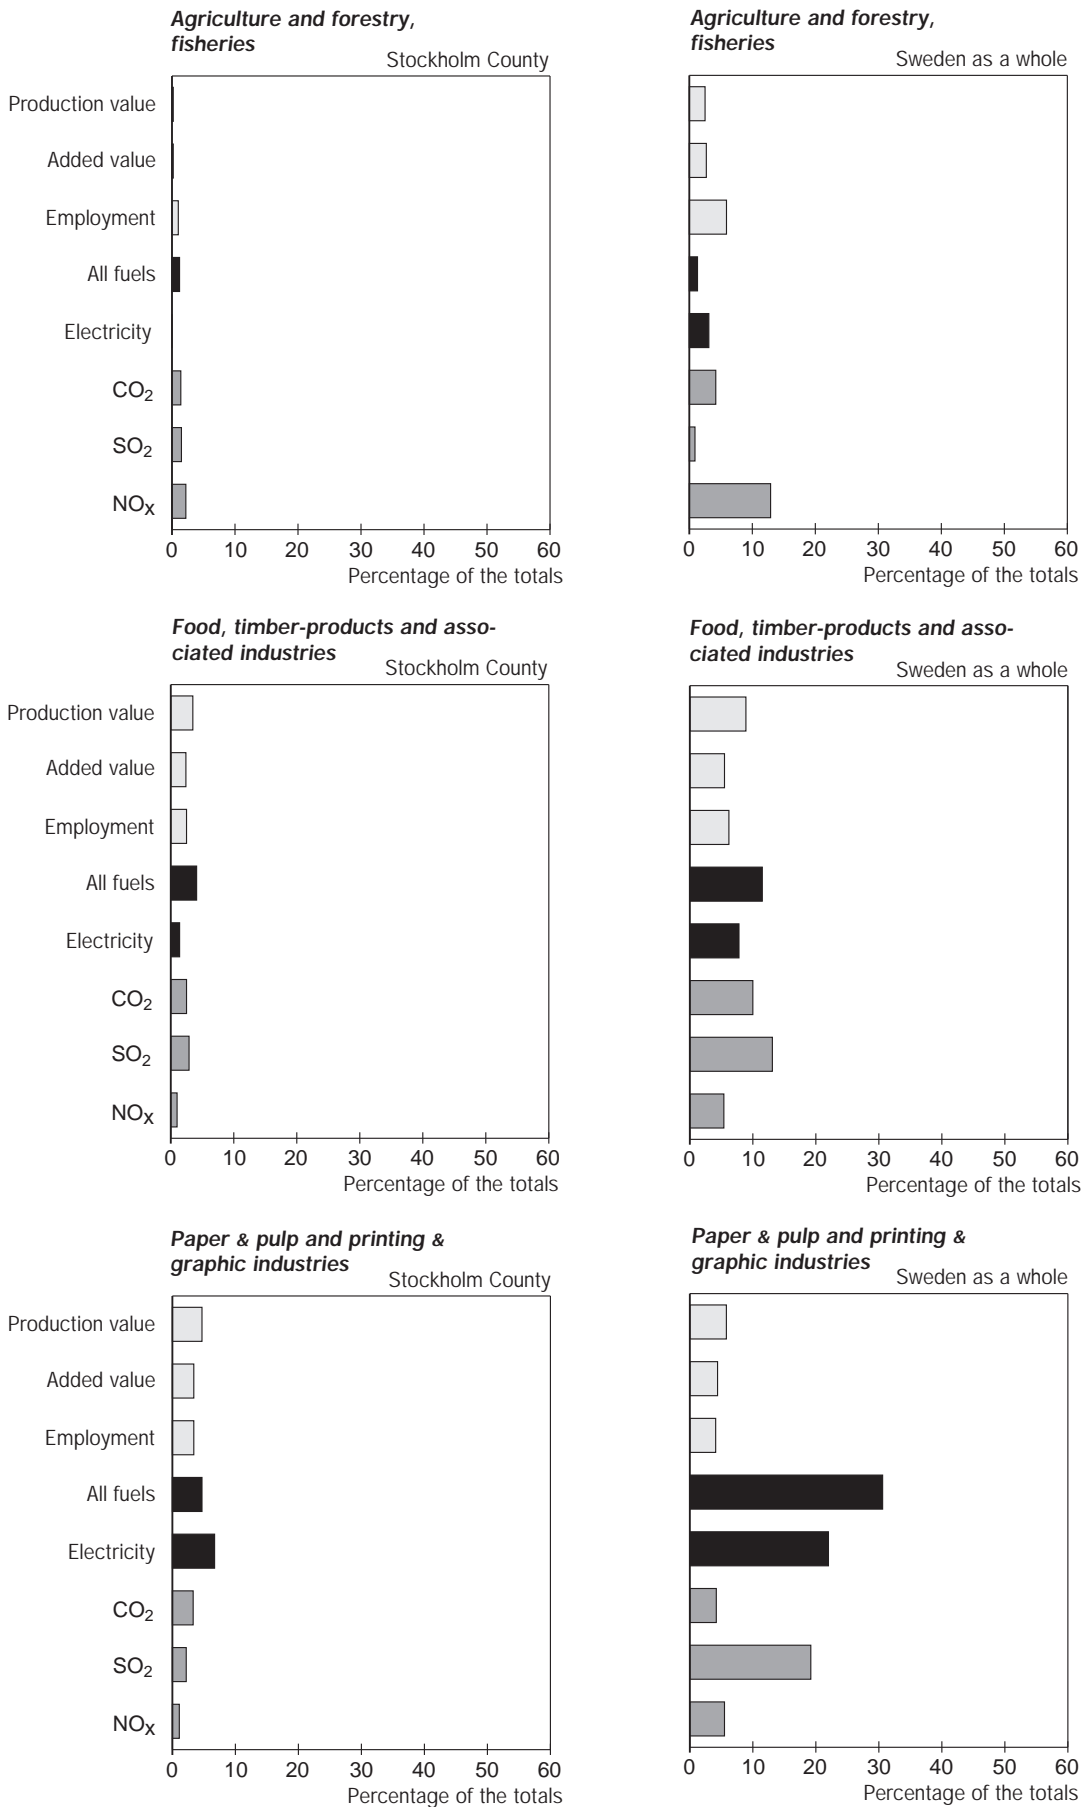 Agriculture and forestry,
fisheries
Stockholm County
Production value
Added value
Employment
All fuels
Electricity
CO2
SO2
NOx
0 10 20 30 40 50 60
Percentage of the totals
Agriculture and forestry,
fisheries
Sweden as a whole
0 10 20 30 40 50 60
Percentage of the totals
Food, timber-products and asso-
ciated industries
Stockholm County
Production value
Added value
Employment
All fuels
Electricity
CO2
SO2
NOx
0 10 20 30 40 50 60
Percentage of the totals
Food, timber-products and asso-
ciated industries
Sweden as a whole
0 10 20 30 40 50 60
Percentage of the totals
Paper & pulp and printing &
graphic industries
Stockholm County
Production value
Added value
Employment
All fuels
Electricity
CO2
SO2
NOx
0 10 20 30 40 50 60
Percentage of the totals
Paper & pulp and printing &
graphic industries
Sweden as a whole
0 10 20 30 40 50 60
Percentage of the totals